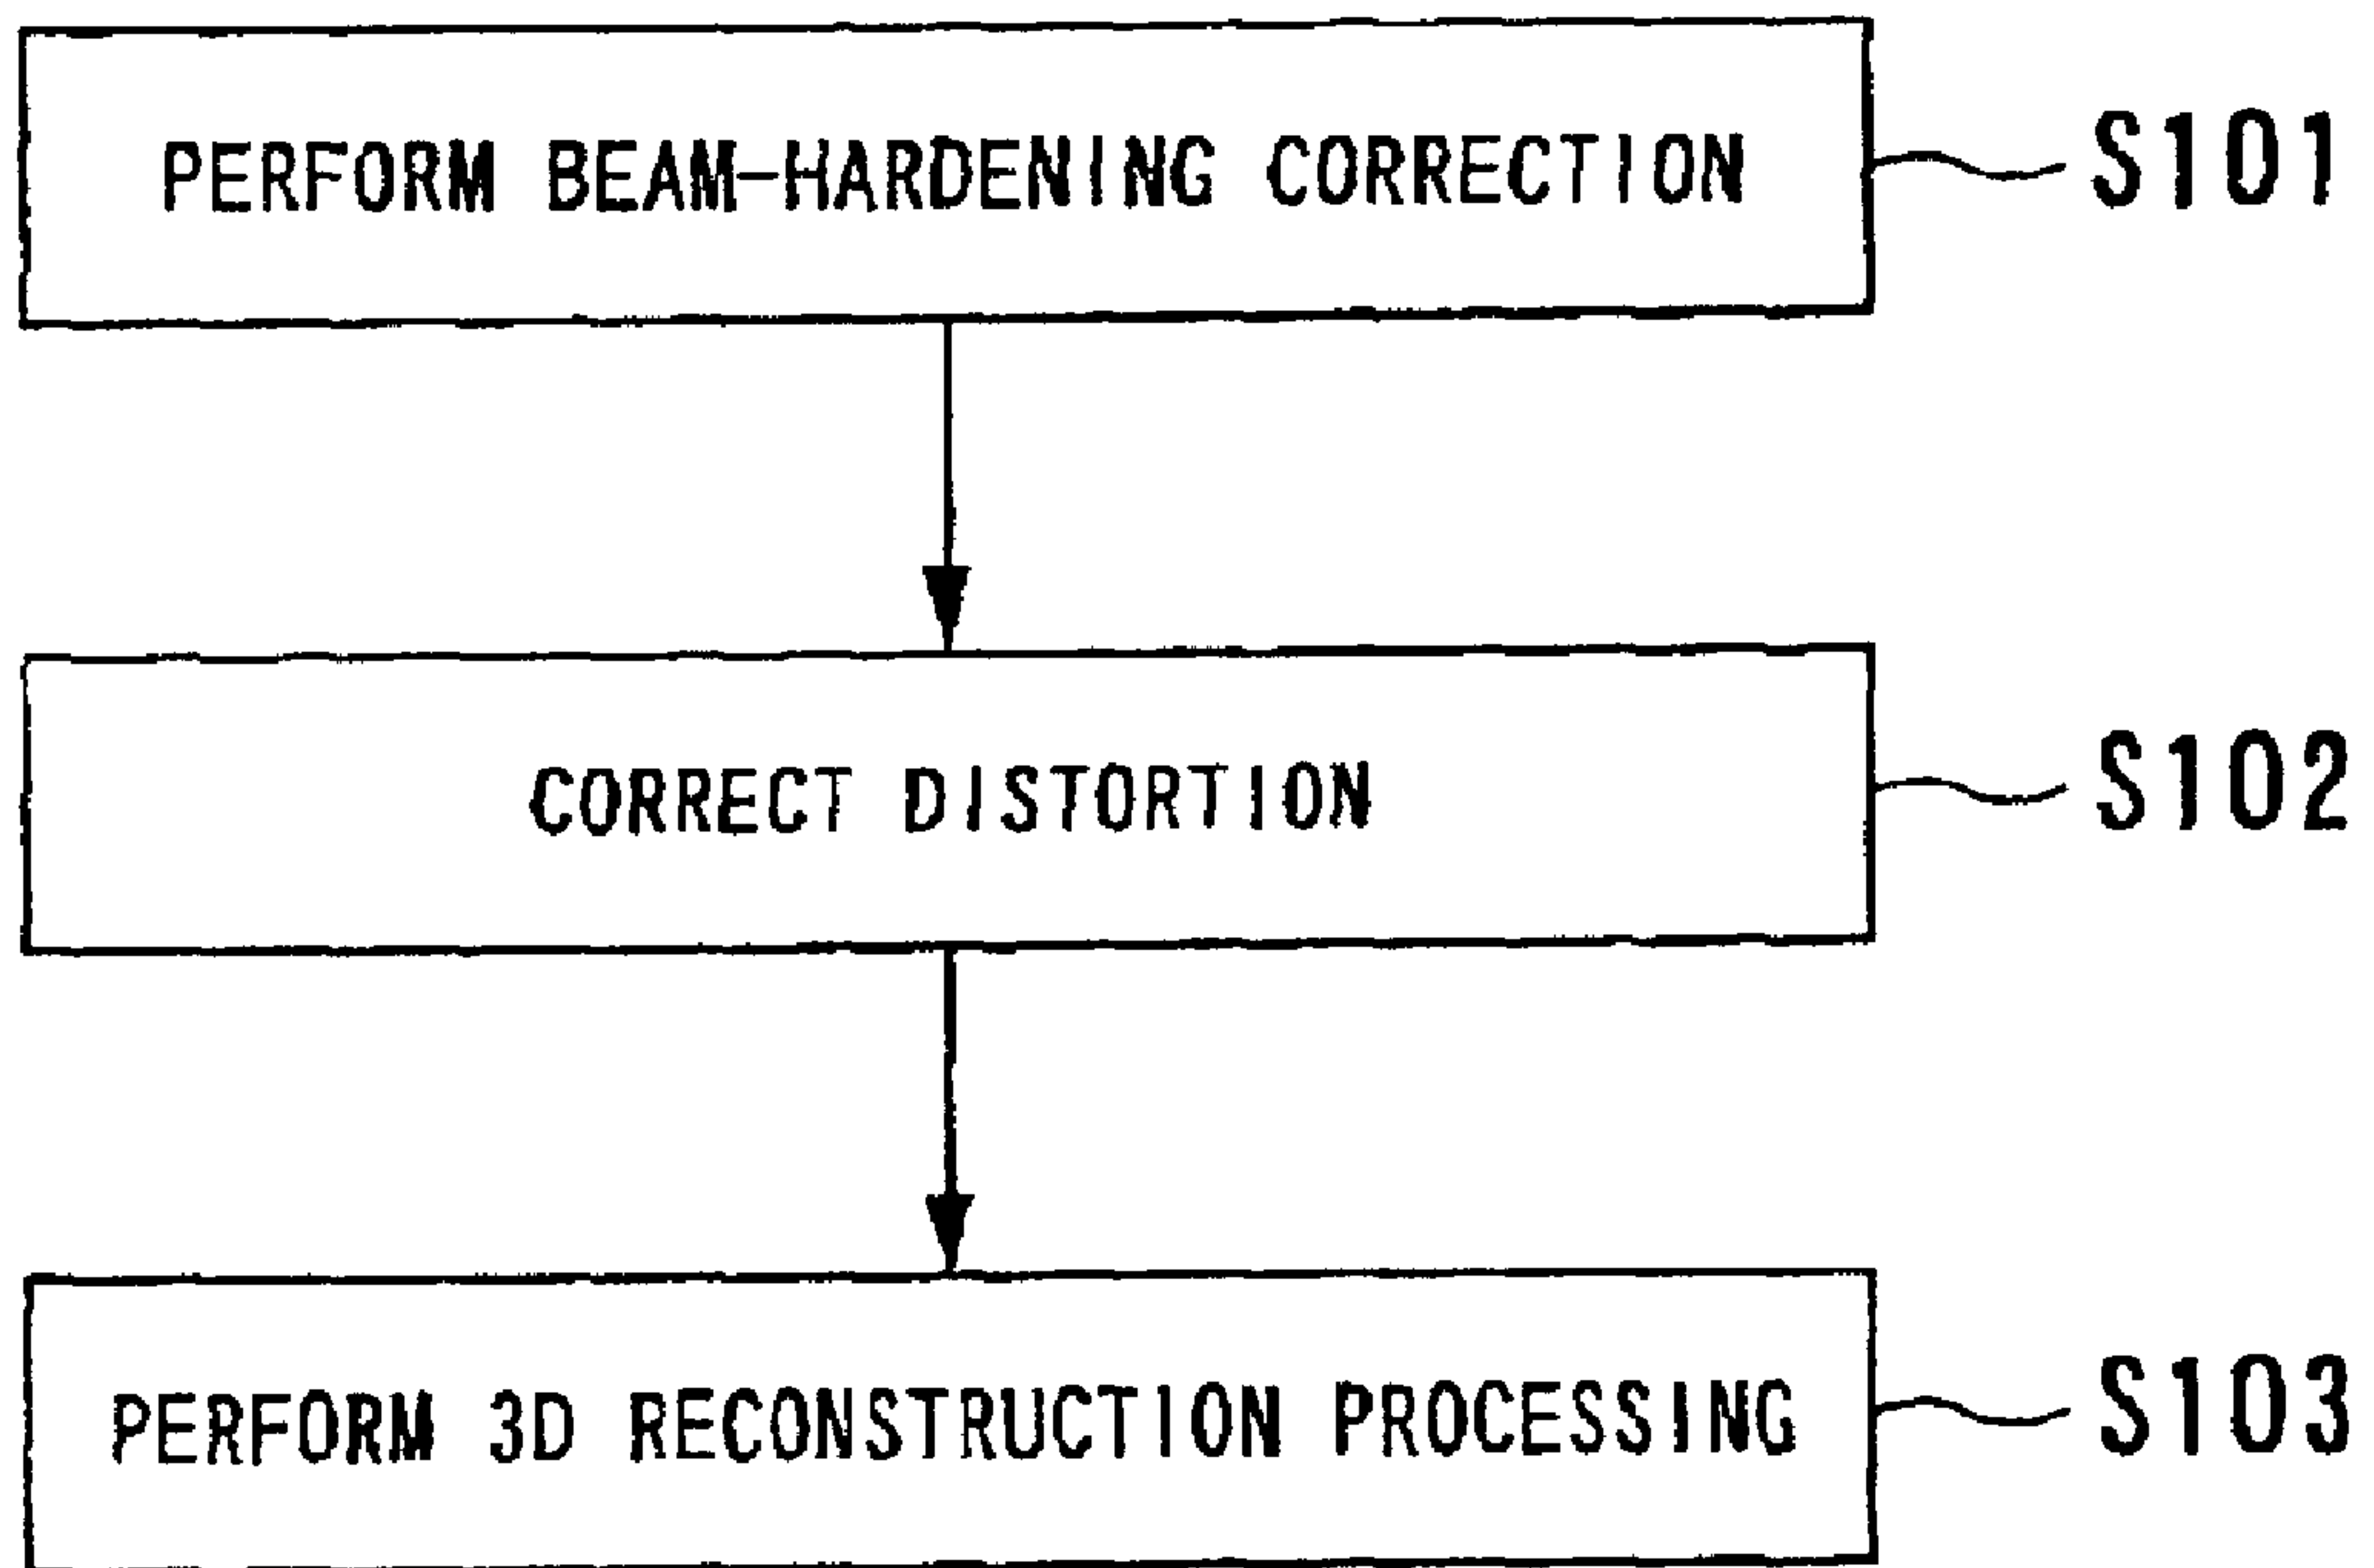 PERFORM BEAM-HARDENING CORRECTION S101
CORRECT DISTORTION S102
PERFORM 3D RECONSTRUCTION PROCESSING S103